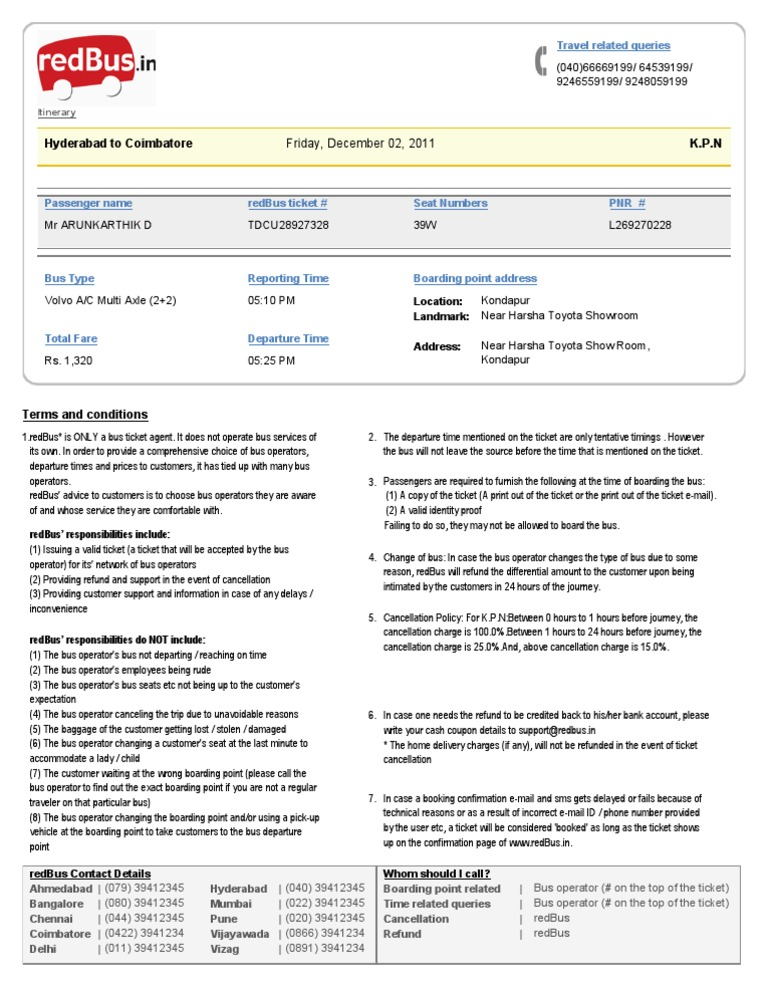 redBus.in
Travel related queries
(040)66669199/ 64539199/
9246559199/ 9248059199
Itinerary
Hyderabad to Coimbatore Friday, December 02, 2011 K.P.N
Passenger name redBus ticket # Seat Numbers PNR #
Mr ARUNKARTHIK D TDCU28927328 39W L269270228
Bus Type Reporting Time Boarding point address
Volvo A/C Multi Axle (2+2) 05:10 PM Location: Kondapur
Landmark: Near Harsha Toyota Showroom
Total Fare Departure Time
Rs. 1,320 05:25 PM
Address: Near Harsha Toyota Show Room ,
Kondapur
Terms and conditions
1.redBus* is ONLY a bus ticket agent. It does not operate bus services of
its own. In order to provide a comprehensive choice of bus operators,
departure times and prices to customers, it has tied up with many bus
operators.
redBus' advice to customers is to choose bus operators they are aware
of and whose service they are comfortable with.
redBus' responsibilities include:
(1) Issuing a valid ticket (a ticket that will be accepted by the bus
operator) for its' network of bus operators
(2) Providing refund and support in the event of cancellation
(3) Providing customer support and information in case of any delays /
inconvenience
redBus' responsibilities do NOT include:
(1) The bus operator's bus not departing / reaching on time
(2) The bus operator's employees being rude
(3) The bus operator's bus seats etc not being up to the customer's
expectation
(4) The bus operator canceling the trip due to unavoidable reasons
(5) The baggage of the customer getting lost / stolen / damaged
(6) The bus operator changing a customer's seat at the last minute to
accommodate a lady / child
(7) The customer waiting at the wrong boarding point (please call the
bus operator to find out the exact boarding point if you are not a regular
traveler on that particular bus)
(8) The bus operator changing the boarding point and/or using a pick-up
vehicle at the boarding point to take customers to the bus departure
point
2. The departure time mentioned on the ticket are only tentative timings . However
the bus will not leave the source before the time that is mentioned on the ticket.
3. Passengers are required to furnish the following at the time of boarding the bus:
(1) A copy of the ticket (A print out of the ticket or the print out of the ticket e-mail).
(2) A valid identity proof
Failing to do so, they may not be allowed to board the bus.
4. Change of bus: In case the bus operator changes the type of bus due to some
reason, redBus will refund the differential amount to the customer upon being
intimated by the customers in 24 hours of the journey.
5. Cancellation Policy: For K.P.N:Between 0 hours to 1 hours before journey, the
cancellation charge is 100.0%.Between 1 hours to 24 hours before journey, the
cancellation charge is 25.0%.And, above cancellation charge is 15.0%.
6. In case one needs the refund to be credited back to his/her bank account, please
write your cash coupon details to support@redbus.in
* The home delivery charges (if any), will not be refunded in the event of ticket
cancellation
7. In case a booking confirmation e-mail and sms gets delayed or fails because of
technical reasons or as a result of incorrect e-mail ID / phone number provided
by the user etc, a ticket will be considered 'booked' as long as the ticket shows
up on the confirmation page of www.redBus.in.
redBus Contact Details
Ahmedabad | (079) 39412345 Hyderabad | (040) 39412345
Bangalore | (080) 39412345 Mumbai | (022) 39412345
Chennai | (044) 39412345 Pune | (020) 39412345
Coimbatore | (0422) 3941234 Vijayawada | (0866) 3941234
Delhi | (011) 39412345 Vizag | (0891) 3941234
Whom should I call?
Boarding point related | Bus operator (# on the top of the ticket)
Time related queries | Bus operator (# on the top of the ticket)
Cancellation | redBus
Refund | redBus